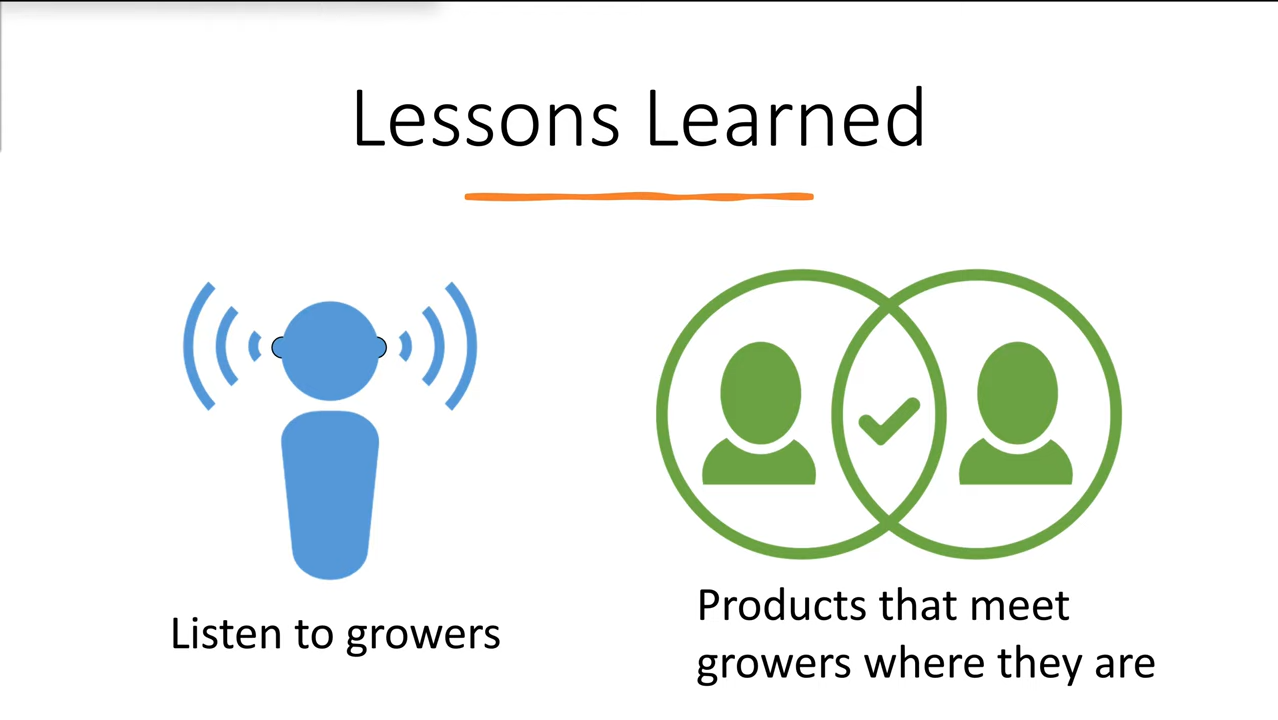 Lessons Learned
Listen to growers
Products that meet
growers where they are